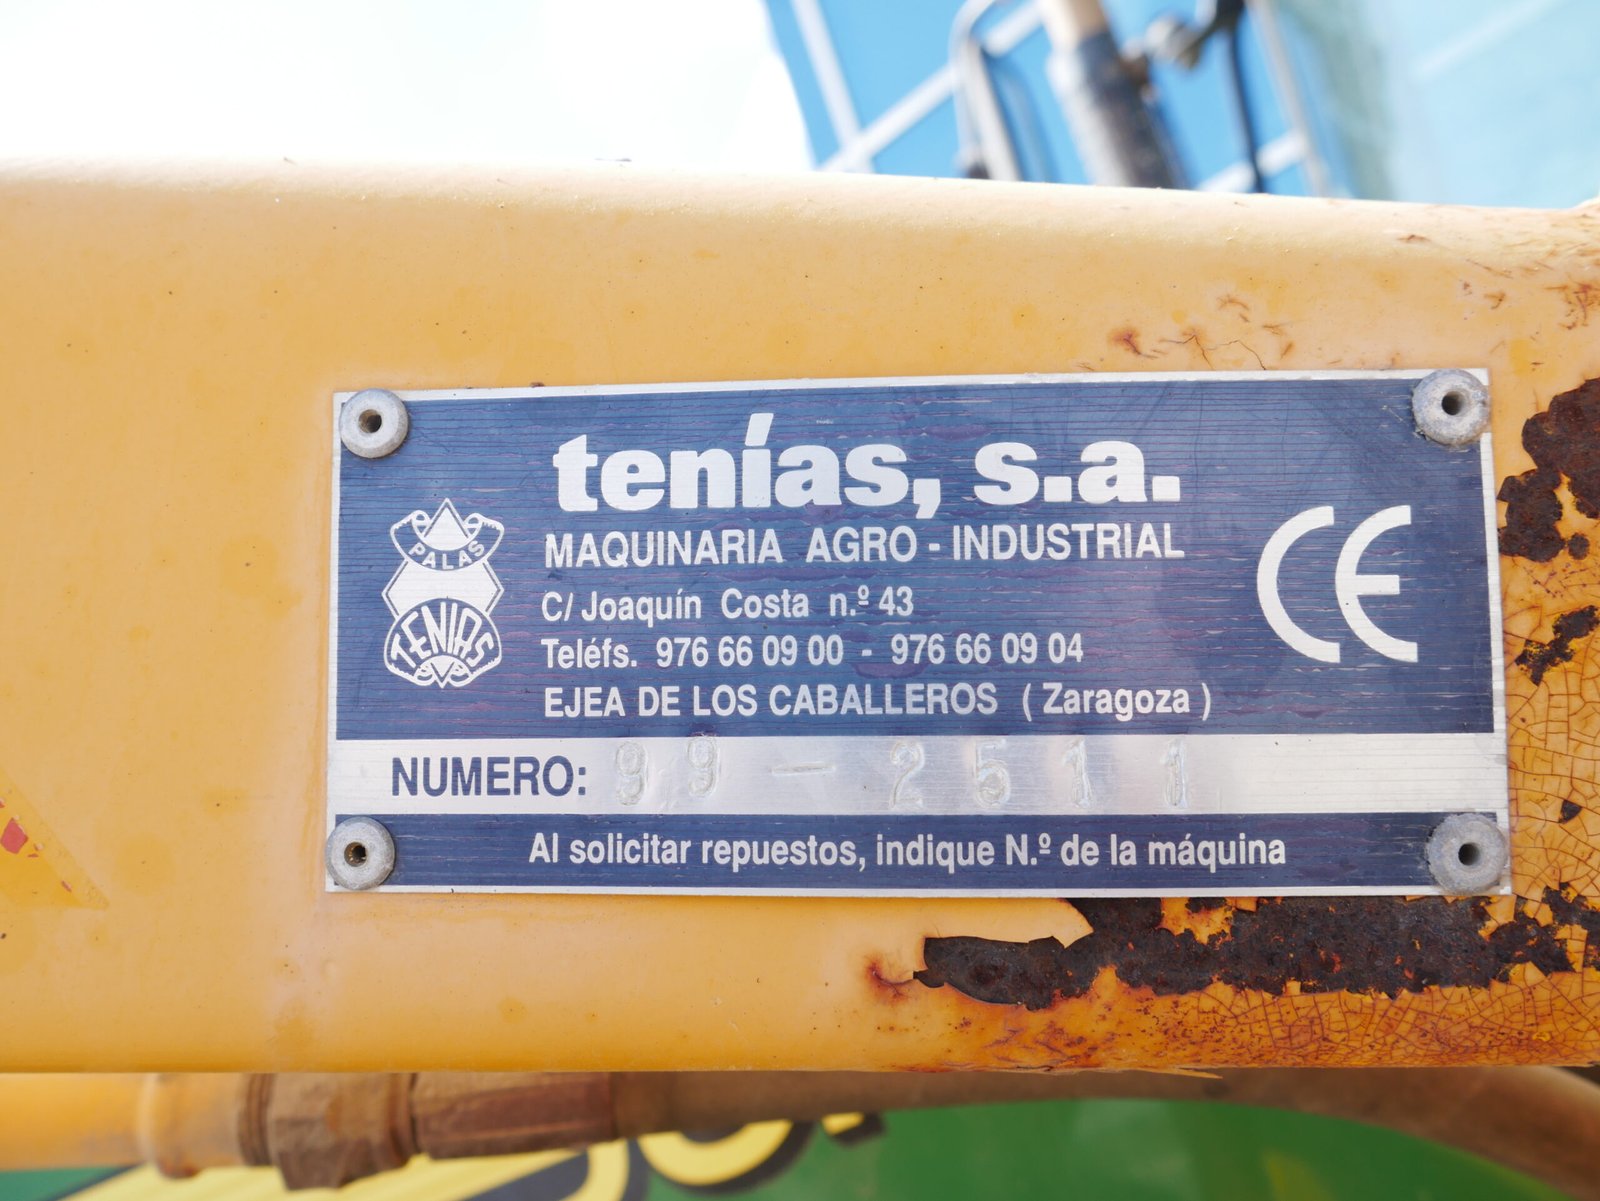 tenías, s.a.
MAQUINARIA AGRO - INDUSTRIAL
C/ Joaquín Costa n.º 43
Teléfs. 976 66 09 00 - 976 66 09 04
EJEA DE LOS CABALLEROS ( Zaragoza )
PALAS
TENIAS
CE
NUMERO: 99 - 2511
Al solicitar repuestos, indique N.º de la máquina